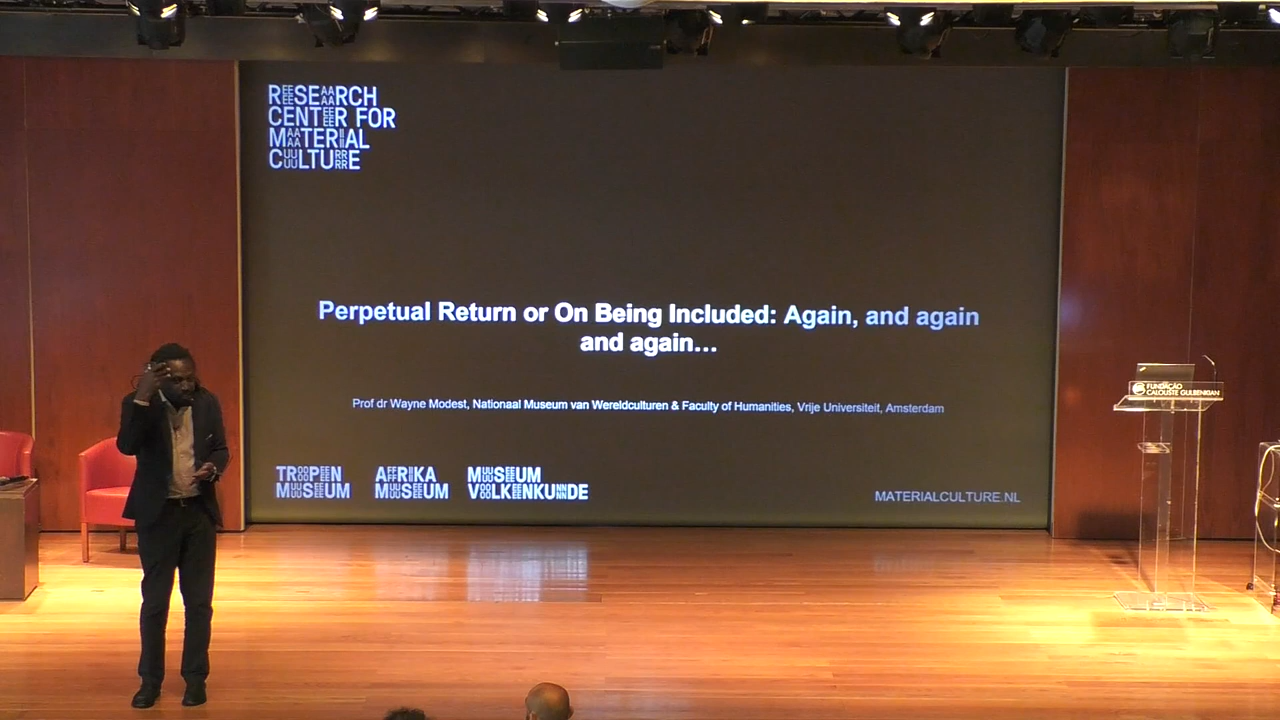 RESEARCH
CENTER FOR
MATERIAL
CULTURE
Perpetual Return or On Being Included: Again, and again
and again...
Prof dr Wayne Modest, Nationaal Museum van Wereldculturen & Faculty of Humanities, Vrije Universiteit, Amsterdam
TROPEN
MUSEUM
AFRIKA
MUSEUM
MUSEUM
VOLKENKUNDE
MATERIALCULTURE.NL
FUNDAÇÃO
CALOUSTE GULBENKIAN